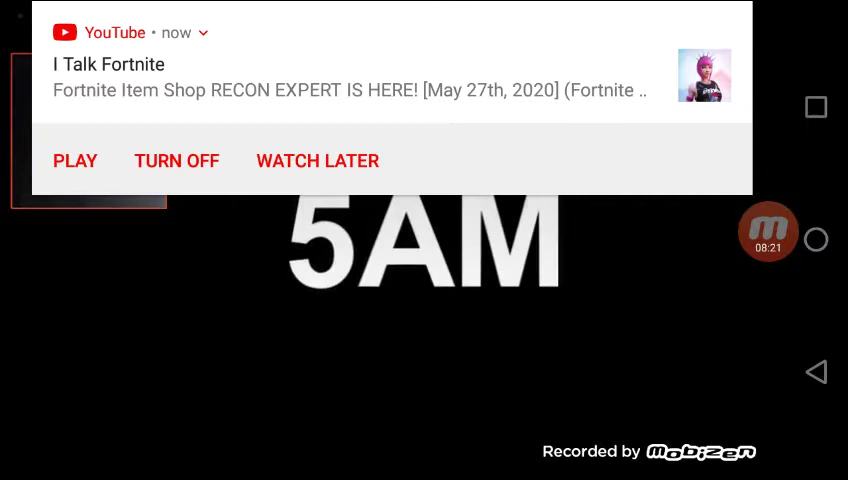 YouTube • now
I Talk Fortnite
Fortnite Item Shop RECON EXPERT IS HERE! [May 27th, 2020] (Fortnite ..
PLAY TURN OFF WATCH LATER
5AM
08:21
Recorded by mobizen